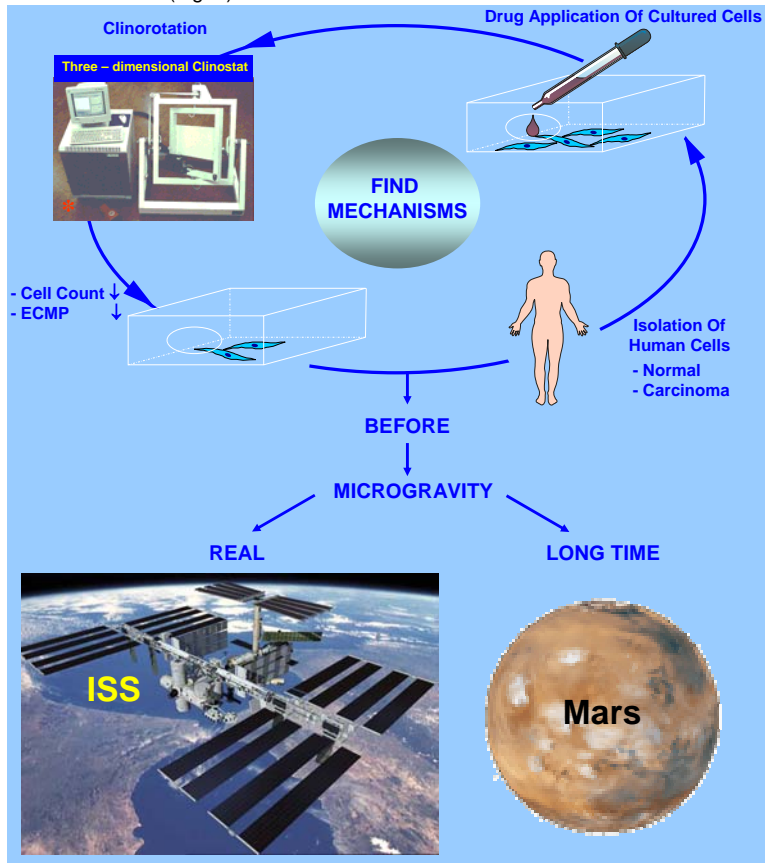 Drug Application Of Cultured Cells
Clinorotation
Three – dimensional Clinostat
*
FIND
MECHANISMS
- Cell Count ↓
- ECMP ↓
Isolation Of
Human Cells
- Normal
- Carcinoma
BEFORE
MICROGRAVITY
REAL
LONG TIME
ISS
Mars